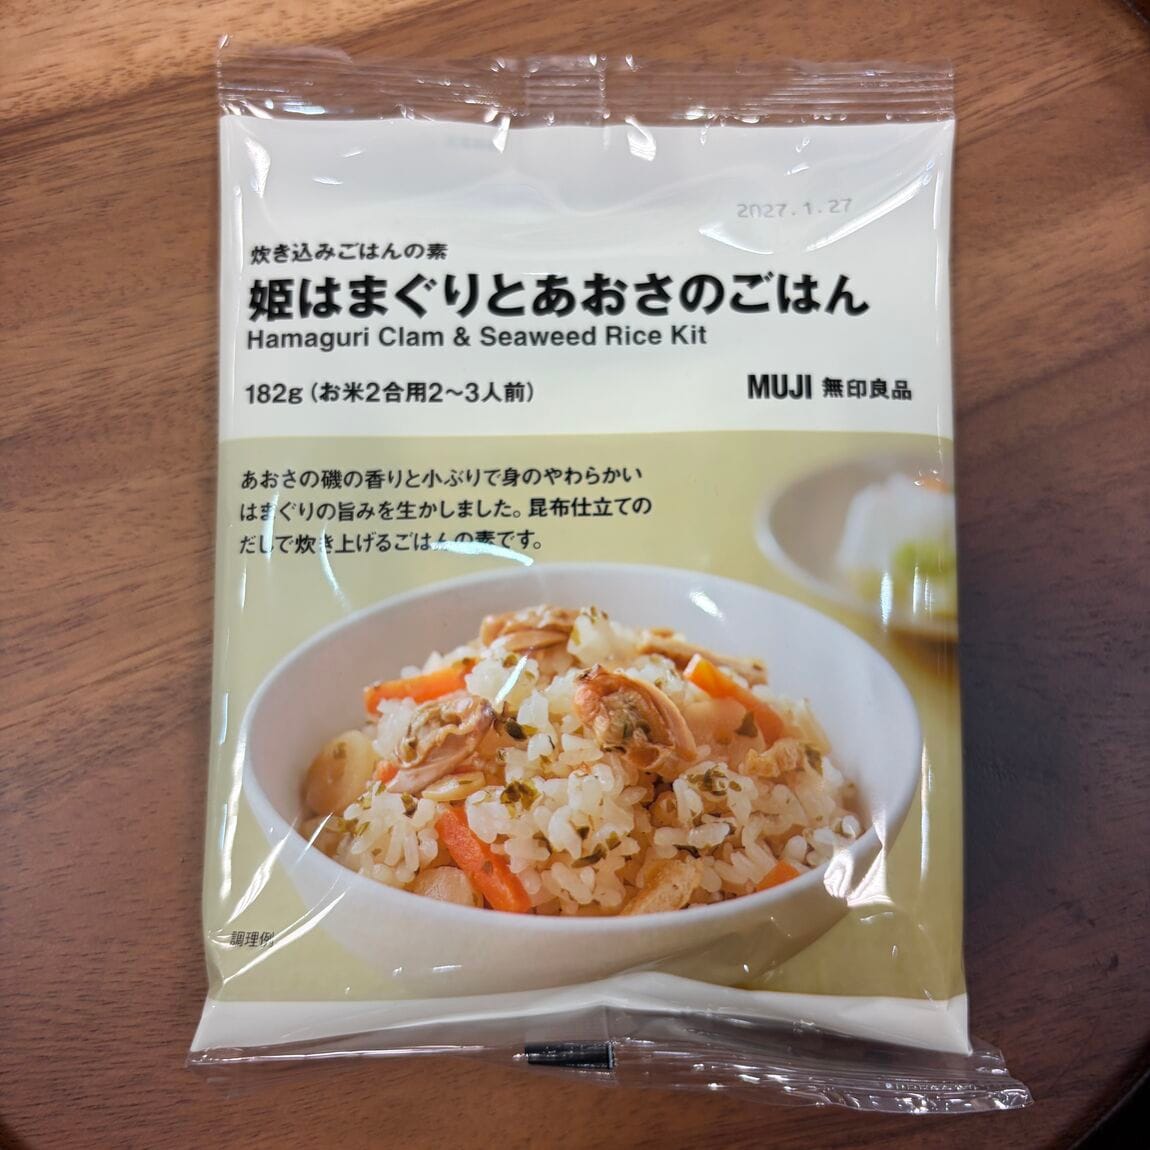 2027.1.27
炊き込みごはんの素
姫はまぐりとあおさのごはん
Hamaguri Clam & Seaweed Rice Kit
182g（お米2合用2～3人前）
MUJI 無印良品
あおさの磯の香りと小ぶりで身のやわらかい
はまぐりの旨みを生かしました。昆布仕立ての
だしで炊き上げるごはんの素です。
調理例